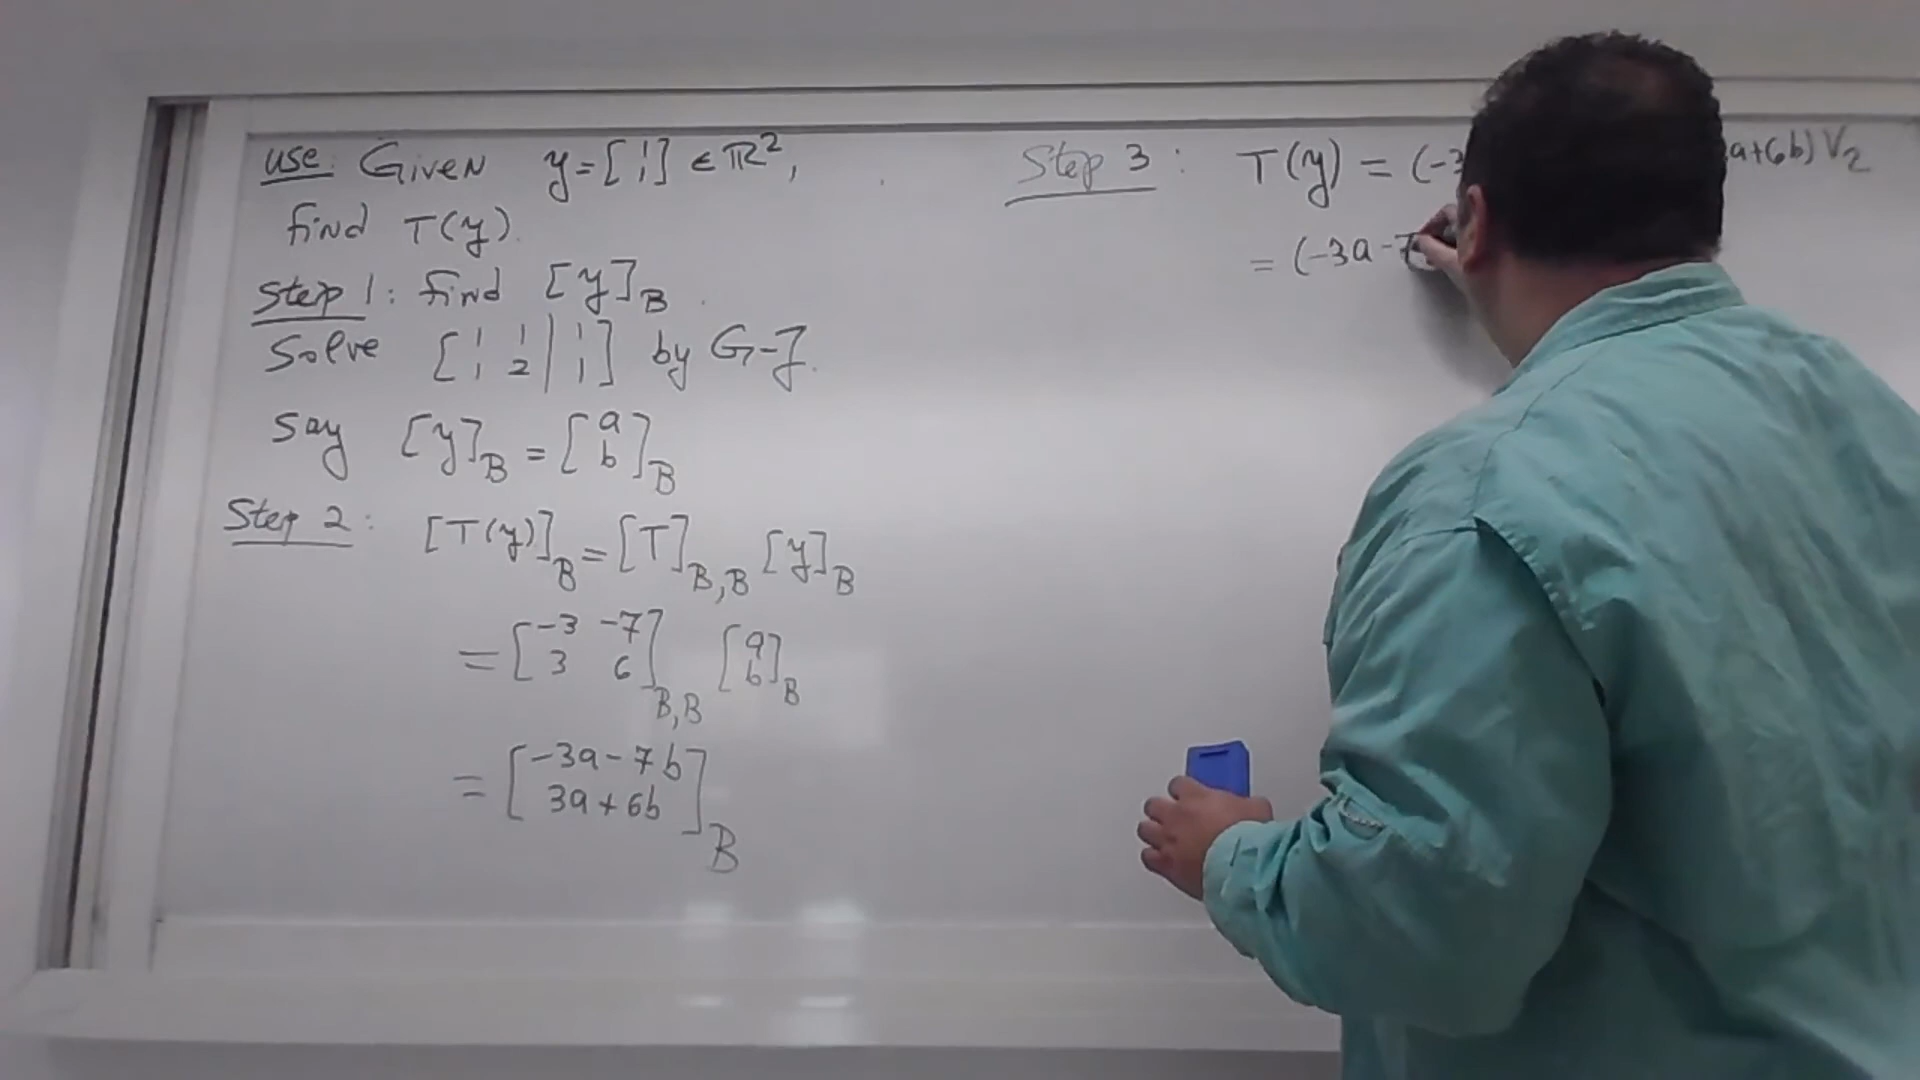 use: Given y = [1 1] ∈ ℝ²,
find T(y).
Step 1: find [y]_B.
Solve [1 1 | 1
1 2 | 1] by G-J.
Say [y]_B = [a
b]_B
Step 2: [T(y)]_B = [T]_B,B [y]_B
= [-3 -7
3 6]_B,B [a
b]_B
= [-3a - 7b
3a + 6b]_B
Step 3: T(y) = (-3 a+6b) V₂
= (-3a - 7